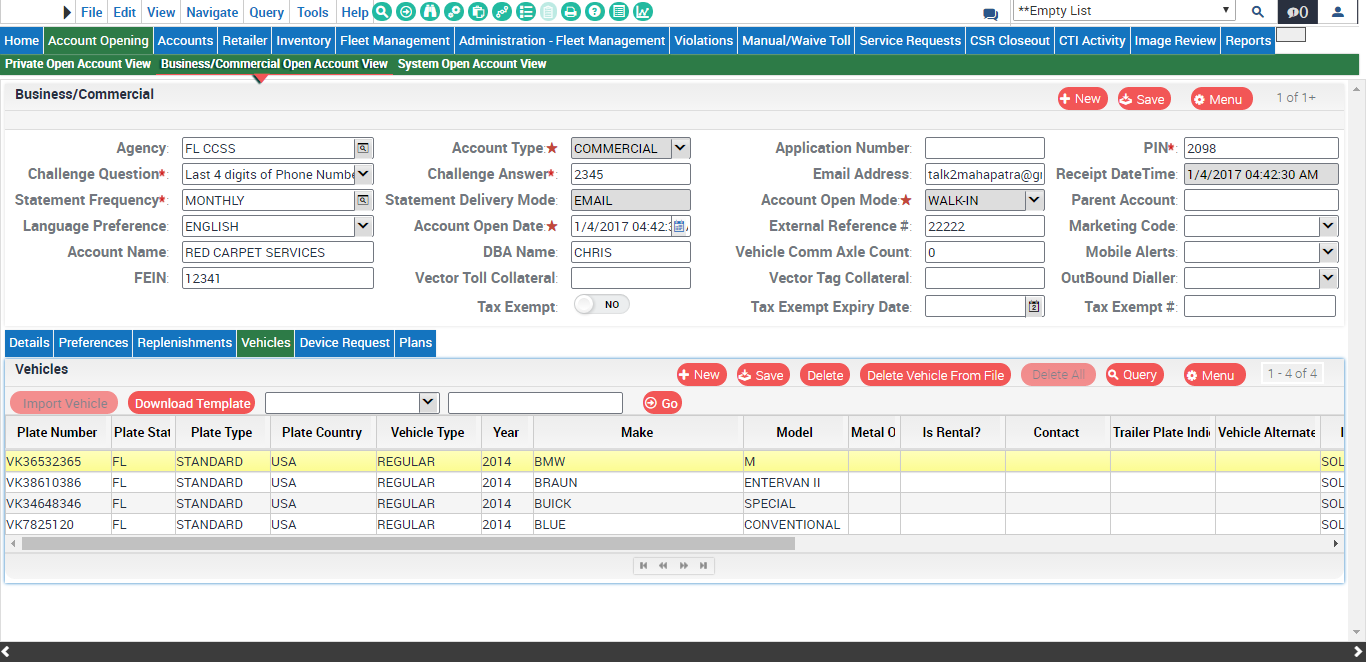 File Edit View Navigate Query Tools Help **Empty List 0
Home Account Opening Accounts Retailer Inventory Fleet Management Administration - Fleet Management Violations Manual/Waive Toll Service Requests CSR Closeout CTI Activity Image Review Reports
Private Open Account View Business/Commercial Open Account View System Open Account View
Business/Commercial New Save Menu 1 of 1+
Agency: FL CCSS Account Type:★ COMMERCIAL Application Number: PIN*: 2098
Challenge Question*: Last 4 digits of Phone Numbe Challenge Answer*: 2345 Email Address: talk2mahapatra@g Receipt DateTime: 1/4/2017 04:42:30 AM
Statement Frequency*: MONTHLY Statement Delivery Mode: EMAIL Account Open Mode:★ WALK-IN Parent Account:
Language Preference: ENGLISH Account Open Date:★ 1/4/2017 04:42: External Reference #: 22222 Marketing Code:
Account Name: RED CARPET SERVICES DBA Name: CHRIS Vehicle Comm Axle Count: 0 Mobile Alerts:
FEIN: 12341 Vector Toll Collateral: Vector Tag Collateral: OutBound Dialler:
Tax Exempt: NO Tax Exempt Expiry Date: Tax Exempt #:
Details Preferences Replenishments Vehicles Device Request Plans
Vehicles New Save Delete Delete Vehicle From File Delete All Query Menu 1 - 4 of 4
Import Vehicle Download Template Go
Plate Number Plate Stat Plate Type Plate Country Vehicle Type Year Make Model Metal O Is Rental? Contact Trailer Plate Indic Vehicle Alternate
VK36532365 FL STANDARD USA REGULAR 2014 BMW M SOL
VK38610386 FL STANDARD USA REGULAR 2014 BRAUN ENTERVAN II SOL
VK34648346 FL STANDARD USA REGULAR 2014 BUICK SPECIAL SOL
VK7825120 FL STANDARD USA REGULAR 2014 BLUE CONVENTIONAL SOL